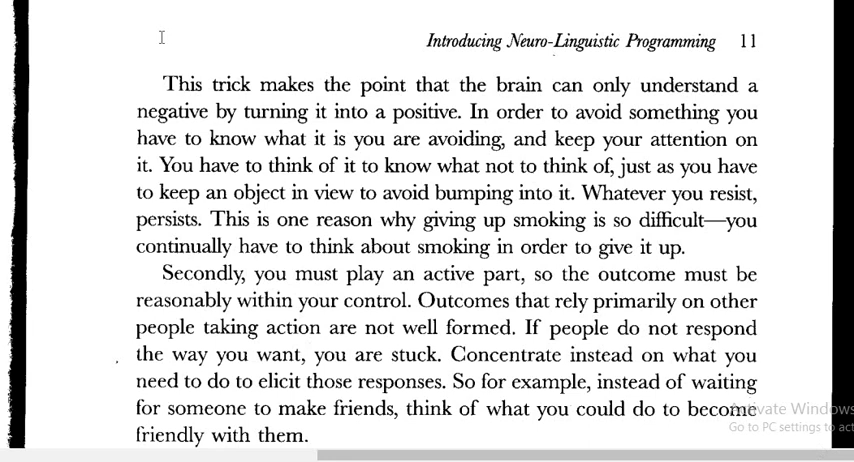 Introducing Neuro-Linguistic Programming 11
This trick makes the point that the brain can only understand a
negative by turning it into a positive. In order to avoid something you
have to know what it is you are avoiding, and keep your attention on
it. You have to think of it to know what not to think of, just as you have
to keep an object in view to avoid bumping into it. Whatever you resist,
persists. This is one reason why giving up smoking is so difficult—you
continually have to think about smoking in order to give it up.
Secondly, you must play an active part, so the outcome must be
reasonably within your control. Outcomes that rely primarily on other
people taking action are not well formed. If people do not respond
the way you want, you are stuck. Concentrate instead on what you
need to do to elicit those responses. So for example, instead of waiting
for someone to make friends, think of what you could do to become
friendly with them.
Activate Windows
Go to PC settings to act